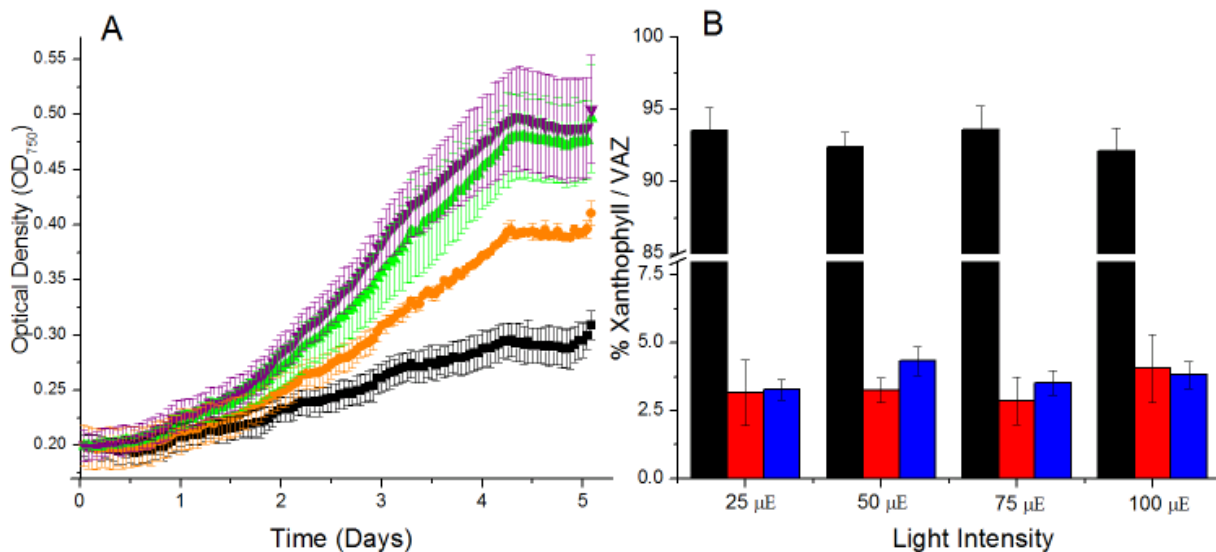 A
Optical Density (OD750)
0.55
0.50
0.45
0.40
0.35
0.30
0.25
0.20
0
1
2
3
4
5
Time (Days)
B
% Xanthophyll / VAZ
100
95
90
85
7.5
5.0
2.5
0.0
25 µE
50 µE
75 µE
100 µE
Light Intensity